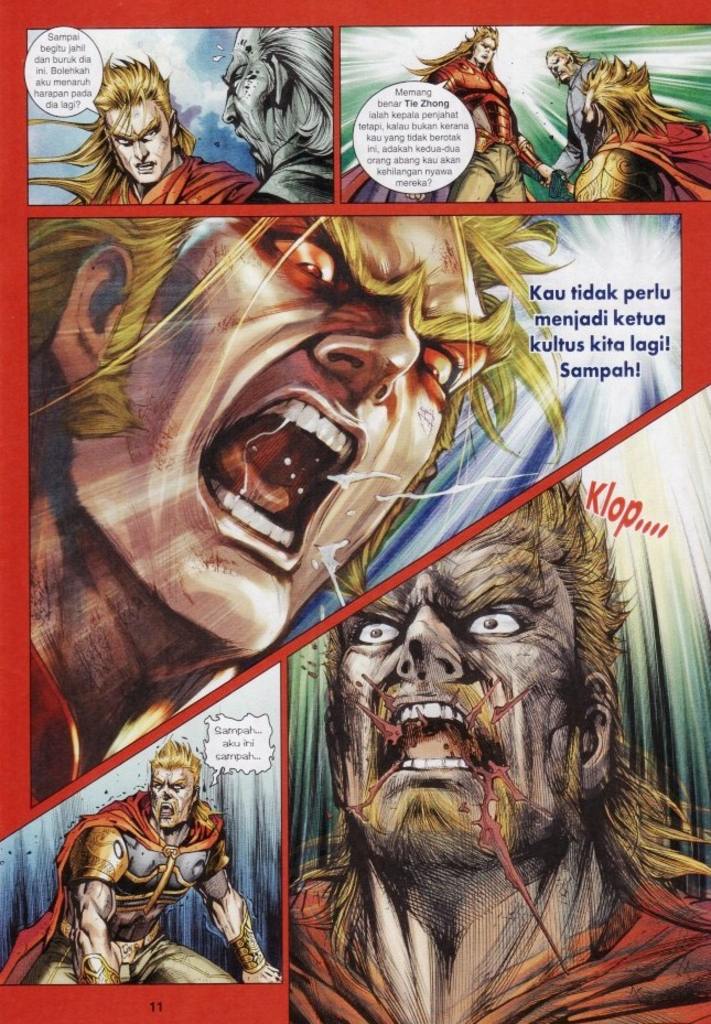 Sampai
begitu jahil
dan buruk dia
ini. Bolehkah
aku menaruh
harapan pada
dia lagi?
Memang
benar Tie Zhong
ialah kepala penjahat
tetapi, kalau bukan kerana
kau yang tidak berotak
ini, adakah kedua-dua
orang abang kau akan
kehilangan nyawa
mereka?
Kau tidak perlu
menjadi ketua
kultus kita lagi!
Sampah!
Klop....
Sampah...
aku ini
sampah...
11